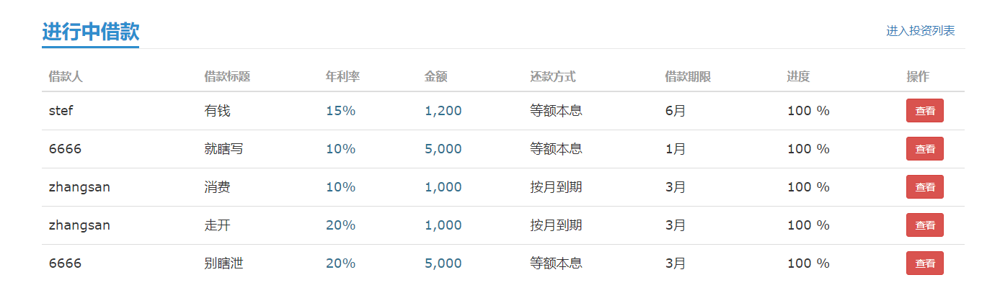 进行中借款 进入投资列表
借款人 借款标题 年利率 金额 还款方式 借款期限 进度 操作
stef 有钱 15% 1,200 等额本息 6月 100 % 查看
6666 就瞎写 10% 5,000 等额本息 1月 100 % 查看
zhangsan 消费 10% 1,000 按月到期 3月 100 % 查看
zhangsan 走开 20% 1,000 按月到期 3月 100 % 查看
6666 别瞎泄 20% 5,000 等额本息 3月 100 % 查看